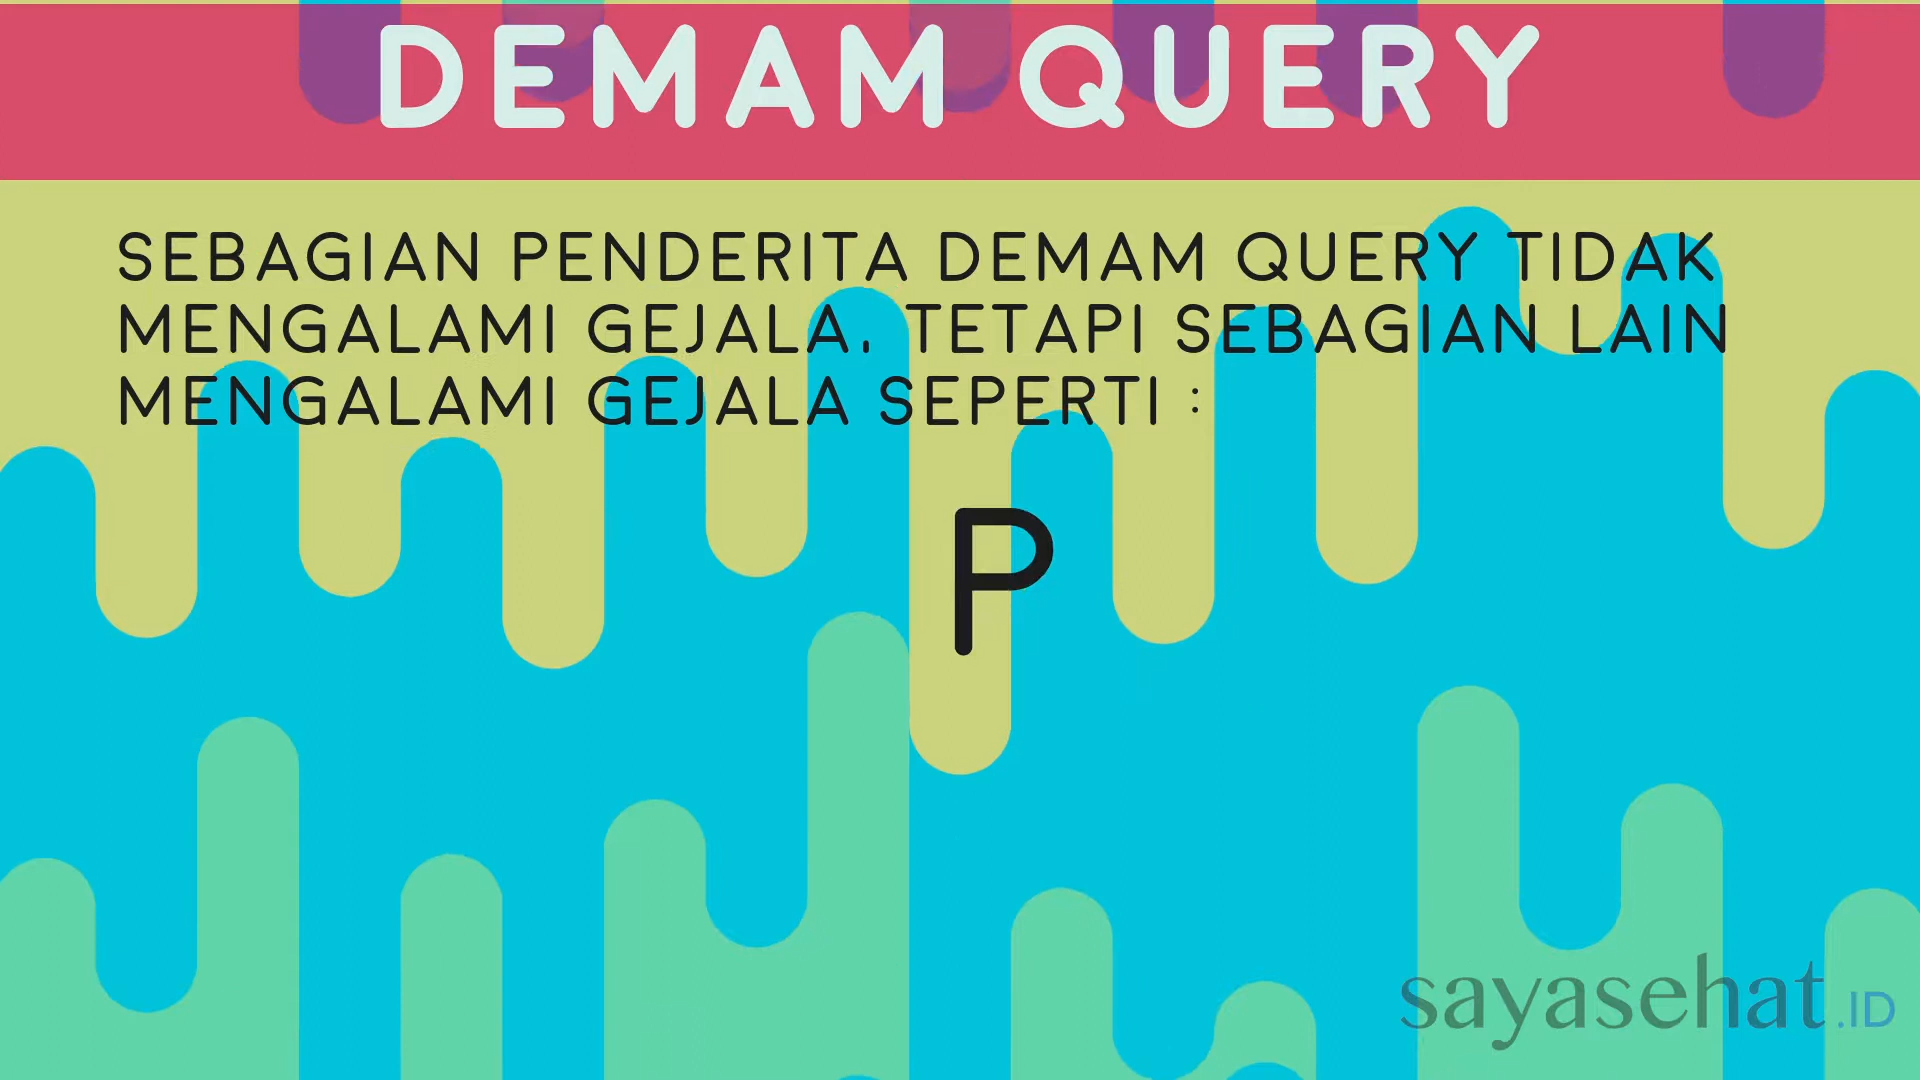 DEMAM QUERY
SEBAGIAN PENDERITA DEMAM QUERY TIDAK
MENGALAMI GEJALA, TETAPI SEBAGIAN LAIN
MENGALAMI GEJALA SEPERTI :
P
sayasehat.ID